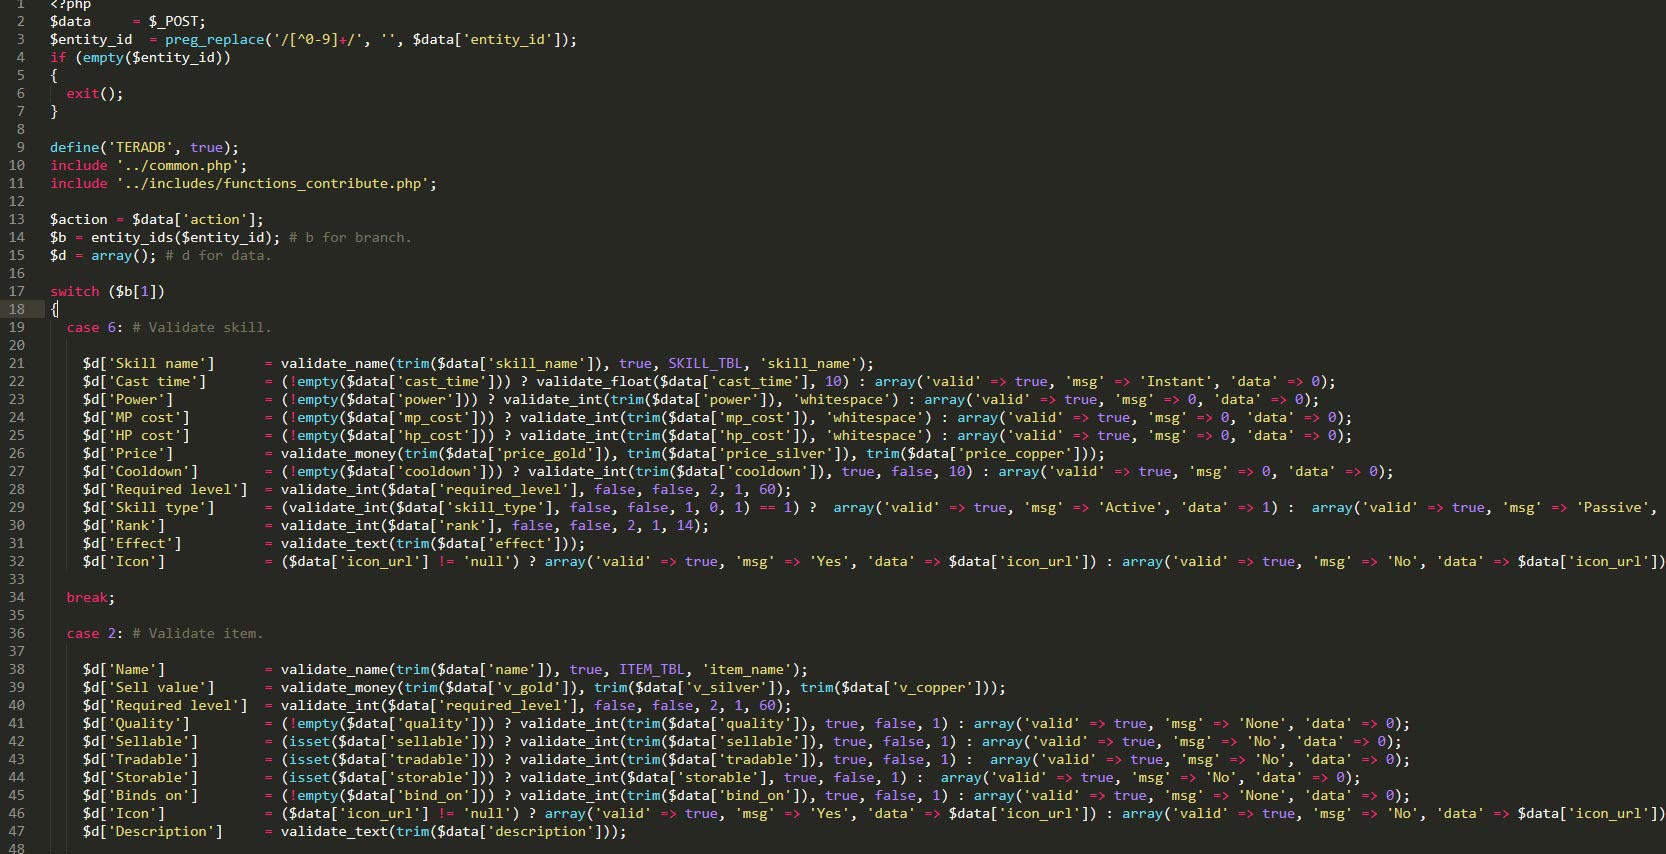 1 <?php
2 $data     = $_POST;
3 $entity_id  = preg_replace('/[^0-9]+/', '', $data['entity_id']);
4 if (empty($entity_id))
5 {
6   exit();
7 }
8
9 define('TERADB', true);
10 include '../common.php';
11 include '../includes/functions_contribute.php';
12
13 $action = $data['action'];
14 $b = entity_ids($entity_id); # b for branch.
15 $d = array(); # d for data.
16
17 switch ($b[1])
18 {
19   case 6: # Validate skill.
20
21     $d['Skill name']      = validate_name(trim($data['skill_name']), true, SKILL_TBL, 'skill_name');
22     $d['Cast time']       = (!empty($data['cast_time'])) ? validate_float($data['cast_time'], 10) : array('valid' => true, 'msg' => 'Instant', 'data' => 0);
23     $d['Power']           = (!empty($data['power'])) ? validate_int(trim($data['power']), 'whitespace') : array('valid' => true, 'msg' => 0, 'data' => 0);
24     $d['MP cost']         = (!empty($data['mp_cost'])) ? validate_int(trim($data['mp_cost']), 'whitespace') : array('valid' => true, 'msg' => 0, 'data' => 0);
25     $d['HP cost']         = (!empty($data['hp_cost'])) ? validate_int(trim($data['hp_cost']), 'whitespace') : array('valid' => true, 'msg' => 0, 'data' => 0);
26     $d['Price']           = validate_money(trim($data['price_gold']), trim($data['price_silver']), trim($data['price_copper']));
27     $d['Cooldown']        = (!empty($data['cooldown'])) ? validate_int(trim($data['cooldown']), true, false, 10) : array('valid' => true, 'msg' => 0, 'data' => 0);
28     $d['Required level']  = validate_int($data['required_level'], false, false, 2, 1, 60);
29     $d['Skill type']      = (validate_int($data['skill_type'], false, false, 1, 0, 1) == 1) ?  array('valid' => true, 'msg' => 'Active', 'data' => 1) :  array('valid' => true, 'msg' => 'Passive',
30     $d['Rank']            = validate_int($data['rank'], false, false, 2, 1, 14);
31     $d['Effect']          = validate_text(trim($data['effect']));
32     $d['Icon']            = ($data['icon_url'] != 'null') ? array('valid' => true, 'msg' => 'Yes', 'data' => $data['icon_url']) : array('valid' => true, 'msg' => 'No', 'data' => $data['icon_url'])
33
34   break;
35
36   case 2: # Validate item.
37
38     $d['Name']            = validate_name(trim($data['name']), true, ITEM_TBL, 'item_name');
39     $d['Sell value']      = validate_money(trim($data['v_gold']), trim($data['v_silver']), trim($data['v_copper']));
40     $d['Required level']  = validate_int($data['required_level'], false, false, 2, 1, 60);
41     $d['Quality']         = (!empty($data['quality'])) ? validate_int(trim($data['quality']), true, false, 1) : array('valid' => true, 'msg' => 'None', 'data' => 0);
42     $d['Sellable']        = (isset($data['sellable'])) ? validate_int(trim($data['sellable']), true, false, 1) : array('valid' => true, 'msg' => 'No', 'data' => 0);
43     $d['Tradable']        = (isset($data['tradable'])) ? validate_int(trim($data['tradable']), true, false, 1) :  array('valid' => true, 'msg' => 'No', 'data' => 0);
44     $d['Storable']        = (isset($data['storable'])) ? validate_int($data['storable'], true, false, 1) :  array('valid' => true, 'msg' => 'No', 'data' => 0);
45     $d['Binds on']        = (!empty($data['bind_on'])) ? validate_int(trim($data['bind_on']), true, false, 1) : array('valid' => true, 'msg' => 'None', 'data' => 0);
46     $d['Icon']            = ($data['icon_url'] != 'null') ? array('valid' => true, 'msg' => 'Yes', 'data' => $data['icon_url']) : array('valid' => true, 'msg' => 'No', 'data' => $data['icon_url'])
47     $d['Description']     = validate_text(trim($data['description']));
48